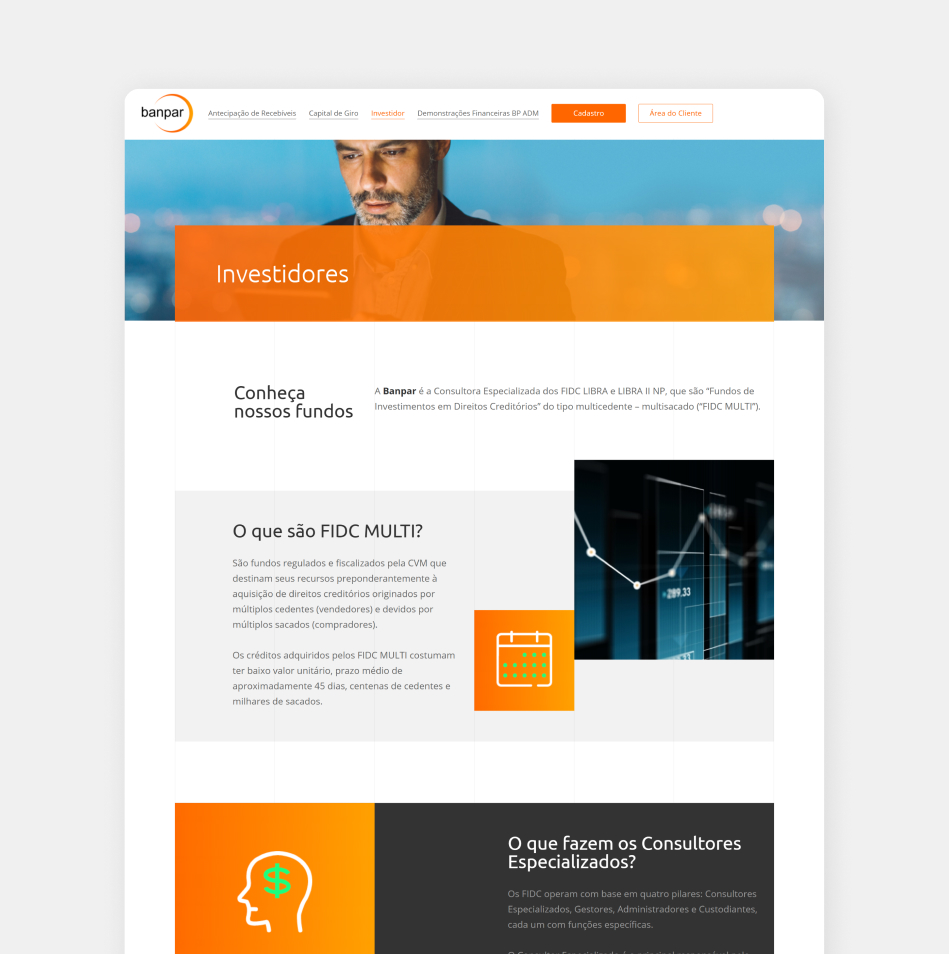 banpar
Antecipação de Recebíveis
Capital de Giro
Investidor
Demonstrações Financeiras BP ADM
Cadastro
Área do Cliente
Investidores
Conheça
nossos fundos
A Banpar é a Consultora Especializada dos FIDC LIBRA e LIBRA II NP, que são “Fundos de
Investimentos em Direitos Creditórios” do tipo multicedente – multisacado (“FIDC MULTI”).
O que são FIDC MULTI?
São fundos regulados e fiscalizados pela CVM que
destinam seus recursos preponderantemente à
aquisição de direitos creditórios originados por
múltiplos cedentes (vendedores) e devidos por
múltiplos sacados (compradores).
Os créditos adquiridos pelos FIDC MULTI costumam
ter baixo valor unitário, prazo médio de
aproximadamente 45 dias, centenas de cedentes e
milhares de sacados.
289.33
O que fazem os Consultores
Especializados?
Os FIDC operam com base em quatro pilares: Consultores
Especializados, Gestores, Administradores e Custodiantes,
cada um com funções específicas.